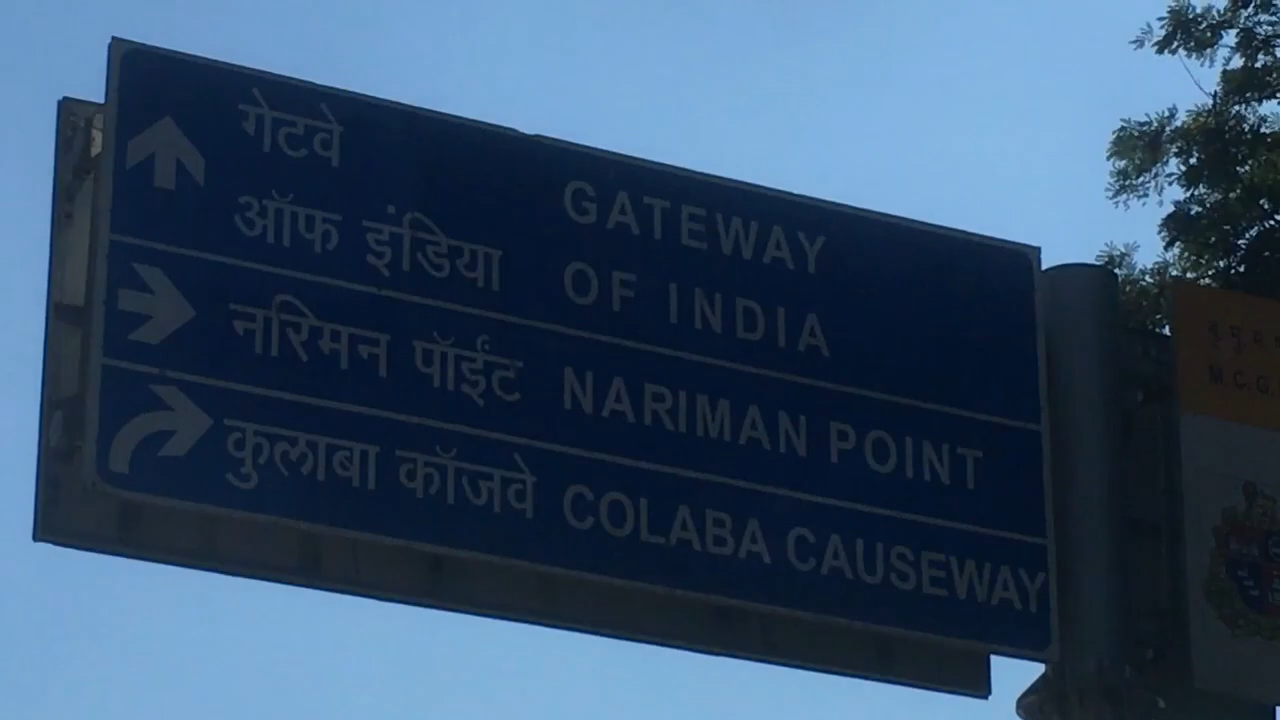 गेटवे
ऑफ इंडिया
GATEWAY
OF INDIA
नरिमन पॉईंट NARIMAN POINT
कुलाबा कॉजवे COLABA CAUSEWAY
M.C.G.